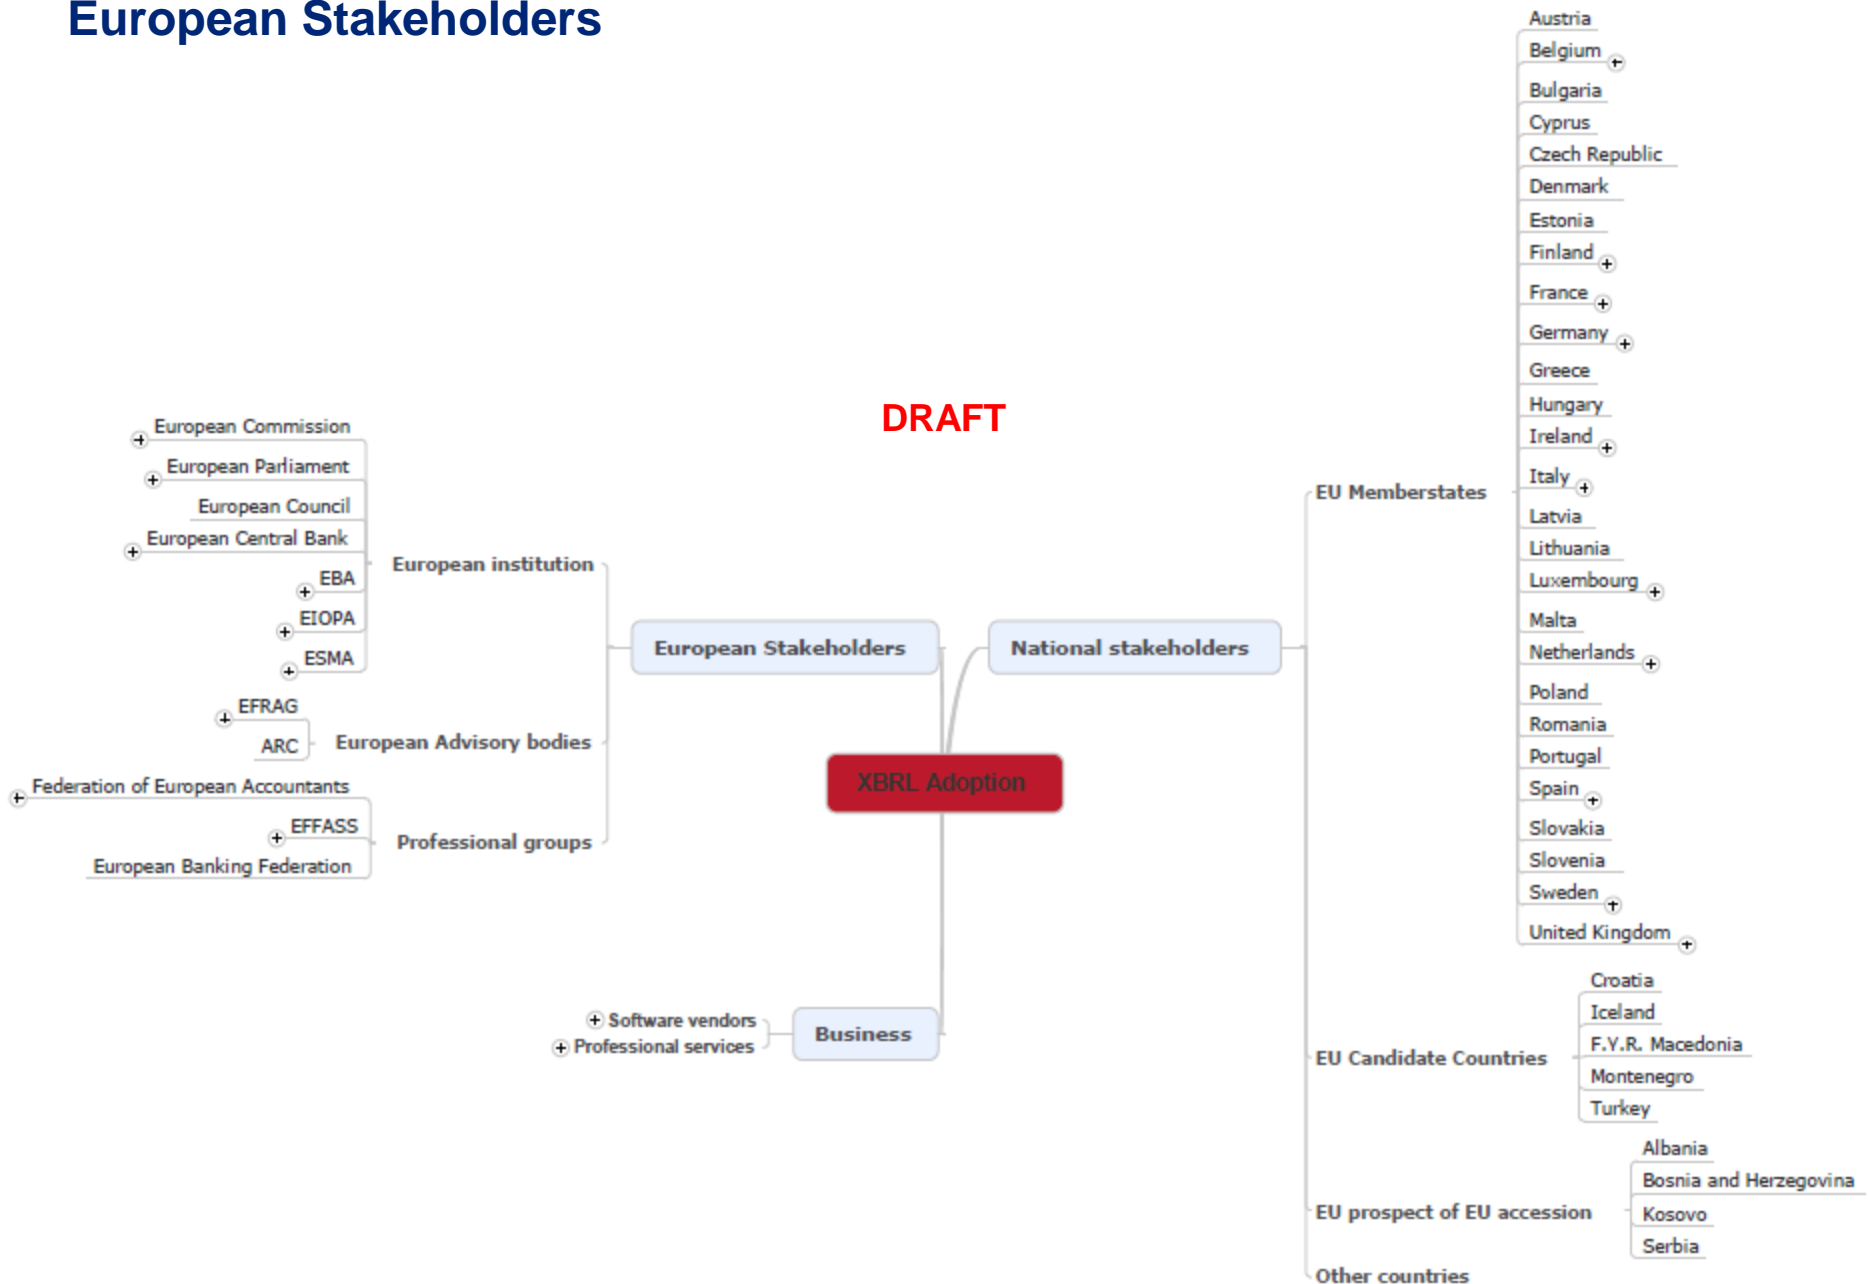 European Stakeholders
DRAFT
European Commission
European Parliament
European Council
European Central Bank
EBA
EIOPA
ESMA
European institution
EFRAG
ARC
European Advisory bodies
Federation of European Accountants
EFFASS
European Banking Federation
Professional groups
European Stakeholders
National stakeholders
XBRL Adoption
Software vendors
Professional services
Business
EU Memberstates
Austria
Belgium
Bulgaria
Cyprus
Czech Republic
Denmark
Estonia
Finland
France
Germany
Greece
Hungary
Ireland
Italy
Latvia
Lithuania
Luxembourg
Malta
Netherlands
Poland
Romania
Portugal
Spain
Slovakia
Slovenia
Sweden
United Kingdom
EU Candidate Countries
Croatia
Iceland
F.Y.R. Macedonia
Montenegro
Turkey
EU prospect of EU accession
Albania
Bosnia and Herzegovina
Kosovo
Serbia
Other countries